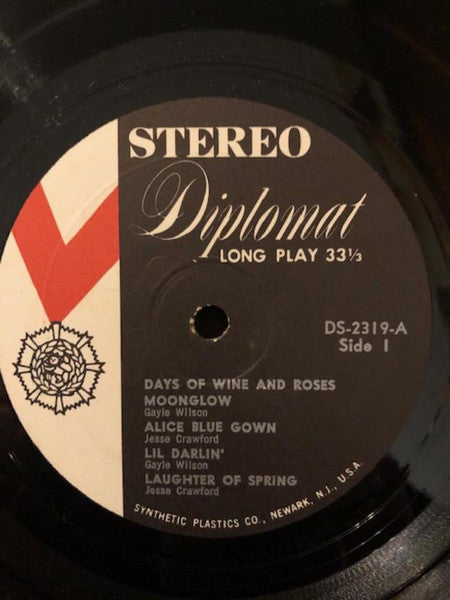 STEREO
Diplomat
LONG PLAY 33⅓
DS-2319-A
Side 1
DAYS OF WINE AND ROSES
MOONGLOW
Gayle Wilson
ALICE BLUE GOWN
Jesse Crawford
LIL DARLIN'
Gayle Wilson
LAUGHTER OF SPRING
Jesse Crawford
SYNTHETIC PLASTICS CO., NEWARK, N.J., U.S.A.